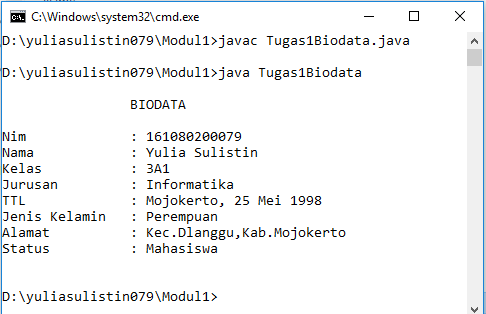 C:\Windows\system32\cmd.exe
D:\yuliasulistin079\Modul1>javac Tugas1Biodata.java
D:\yuliasulistin079\Modul1>java Tugas1Biodata
BIODATA
Nim : 161080200079
Nama : Yulia Sulistin
Kelas : 3A1
Jurusan : Informatika
TTL : Mojokerto, 25 Mei 1998
Jenis Kelamin : Perempuan
Alamat : Kec.Dlanggu,Kab.Mojokerto
Status : Mahasiswa
D:\yuliasulistin079\Modul1>